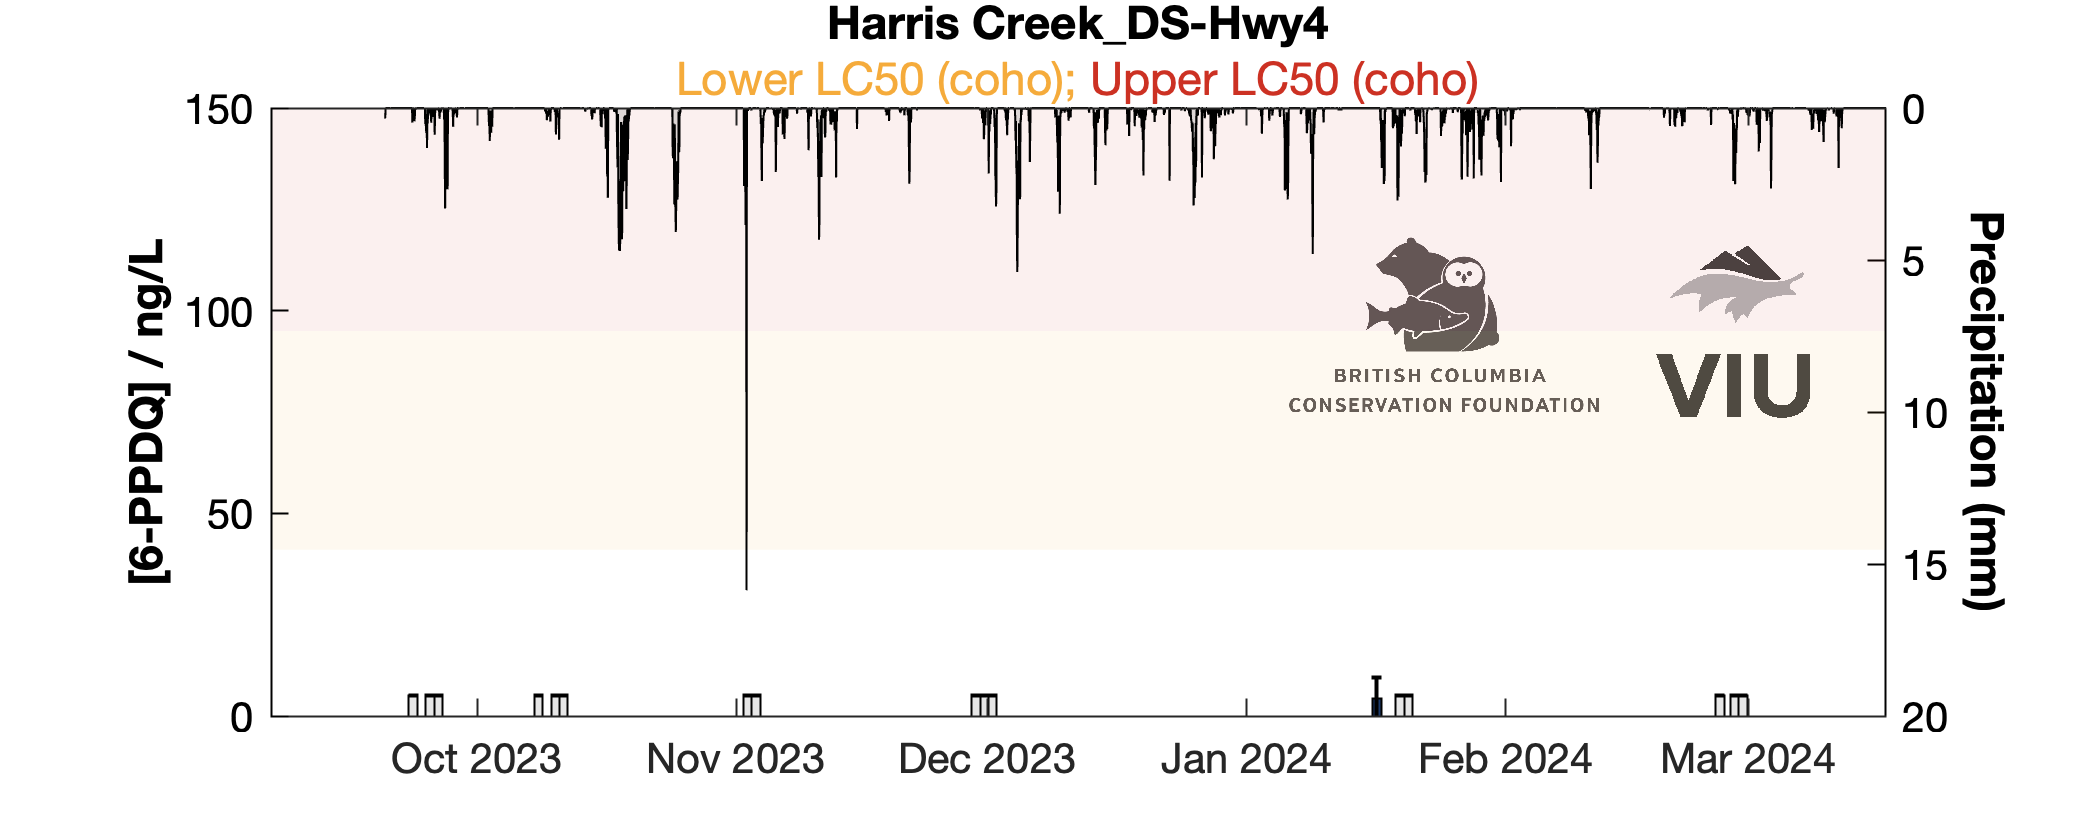 Harris Creek_DS-Hwy4
Lower LC50 (coho); Upper LC50 (coho)
150
100
50
0
[6-PPDQ] / ng/L
0
5
10
15
20
Precipitation (mm)
BRITISH COLUMBIA
CONSERVATION FOUNDATION
VIU
Oct 2023 Nov 2023 Dec 2023 Jan 2024 Feb 2024 Mar 2024